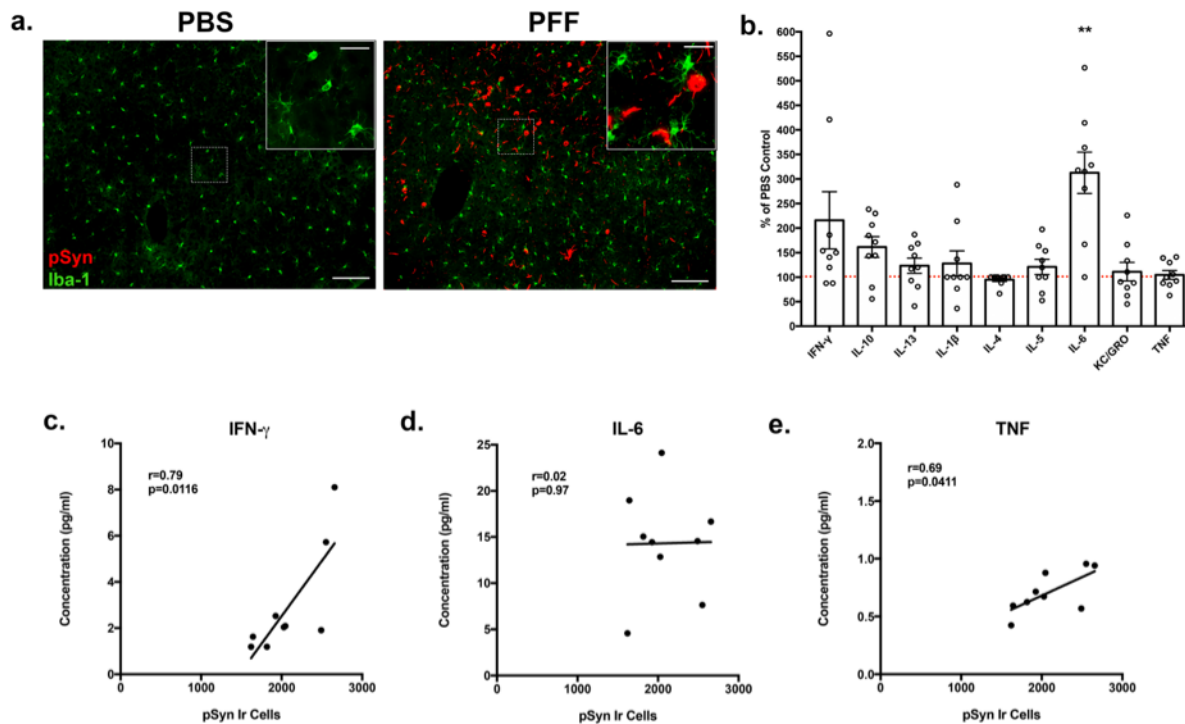 a.
PBS
PFF
pSyn
Iba-1
b.
**
% of PBS Control
600
550
500
450
400
350
300
250
200
150
100
50
0
IFN-γ
IL-10
IL-13
IL-1β
IL-4
IL-5
IL-6
KC/GRO
TNF
c.
IFN-γ
r=0.79
p=0.0116
Concentration (pg/ml)
10
8
6
4
2
0
0 1000 2000 3000
pSyn Ir Cells
d.
IL-6
r=0.02
p=0.97
Concentration (pg/ml)
25
20
15
10
5
0
0 1000 2000 3000
pSyn Ir Cells
e.
TNF
r=0.69
p=0.0411
Concentration (pg/ml)
2.0
1.5
1.0
0.5
0.0
0 1000 2000 3000
pSyn Ir Cells